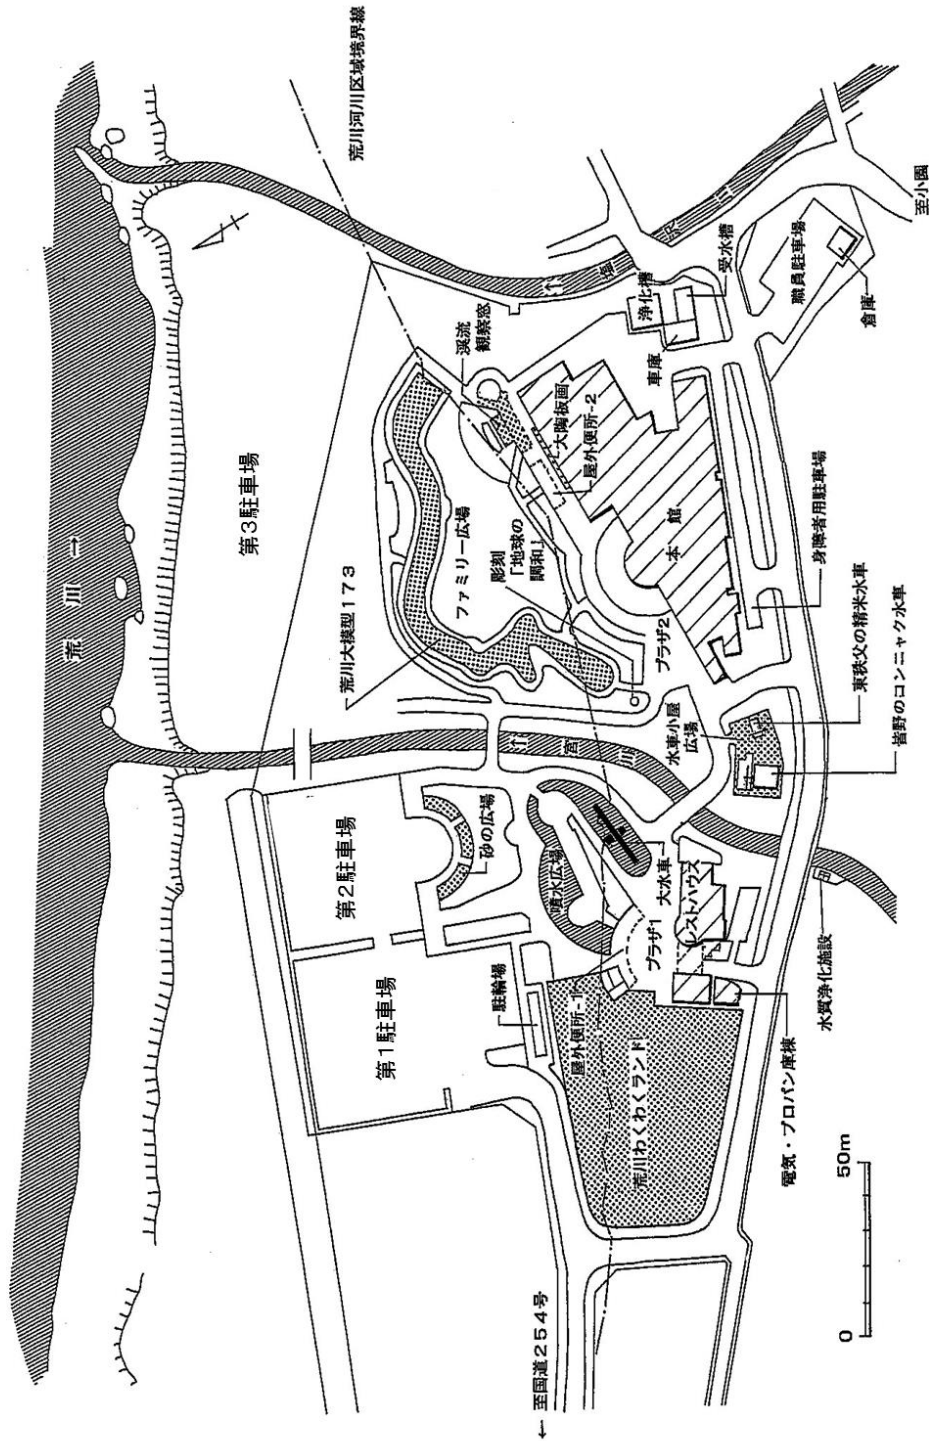 荒川→
荒川河川区域境界線
第3駐車場
第2駐車場
第1駐車場
荒川大模型173
ファミリー広場
渓流
観察窓
彫刻
「地球の
調和」
大陶板画
屋外便所-2
本館
プラザ2
浄化槽
受水槽
車庫
職員駐車場
倉庫
至小園
身障者用駐車場
東秩父の精米水車
皆野のコンニャク水車
水車小屋
広場
宮川
砂の広場
噴水広場
大水車
レストハウス
プラザ1
駐輪場
屋外便所-1
荒川わくわくランド
水質浄化施設
電気・プロパン庫棟
←至国道254号
0
50m